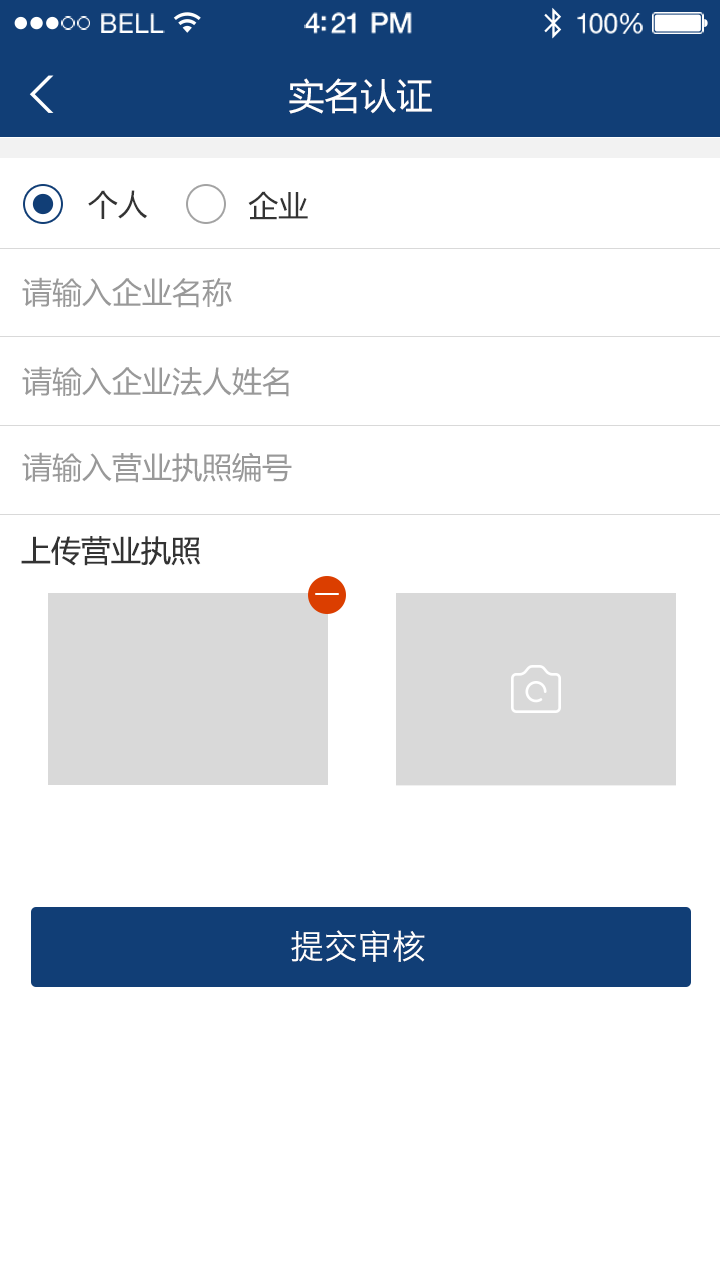 BELL 4:21 PM 100%
实名认证
个人 企业
请输入企业名称
请输入企业法人姓名
请输入营业执照编号
上传营业执照
提交审核